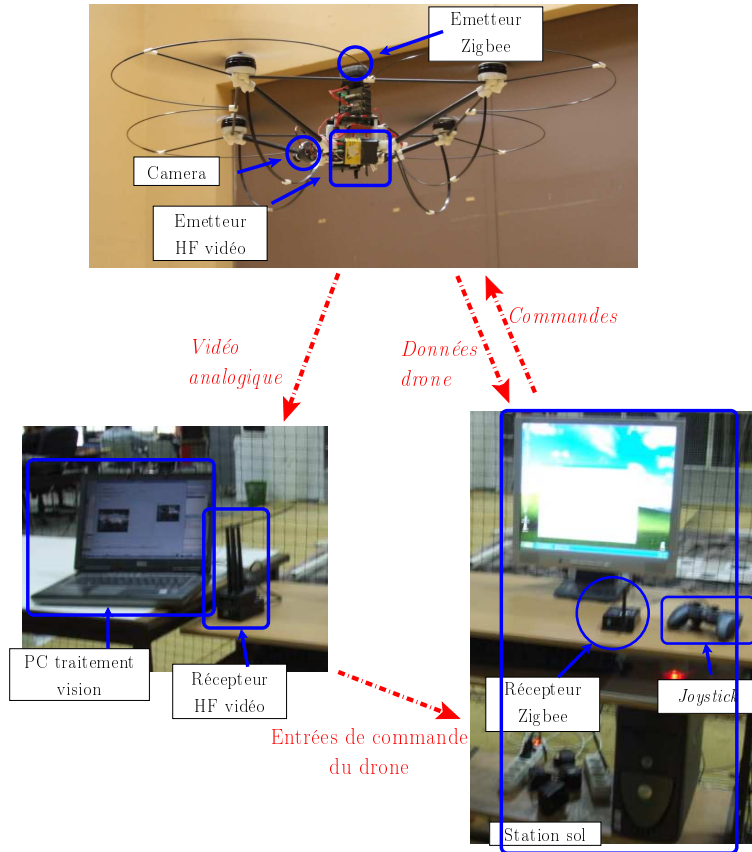 Emetteur
Zigbee
Camera
Emetteur
HF vidéo
Commandes
Vidéo
analogique
Données
drone
PC traitement
vision
Récepteur
HF vidéo
Récepteur
Zigbee
Joystick
Entrées de commande
du drone
Station sol